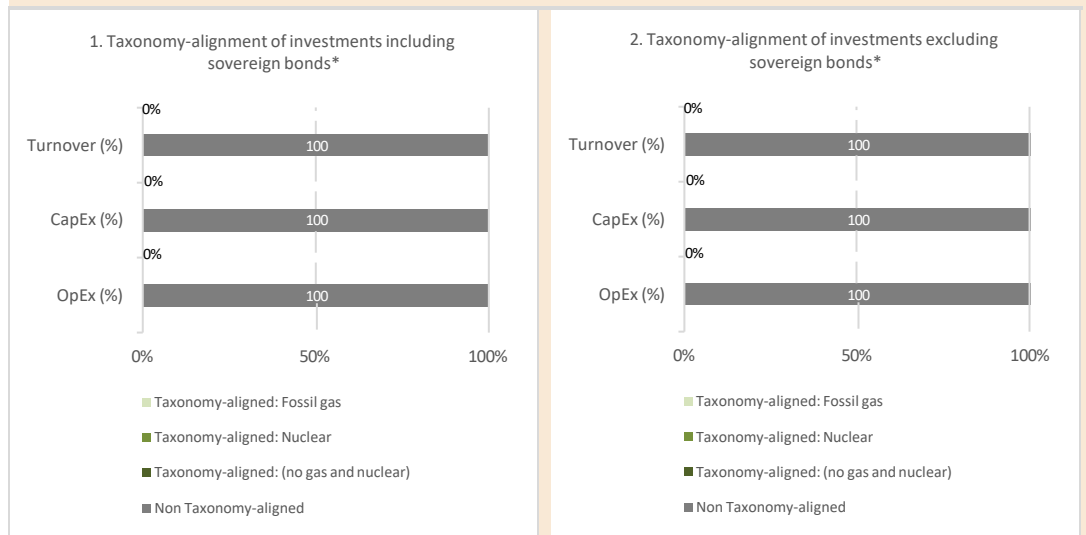 1. Taxonomy-alignment of investments including
sovereign bonds*
0%
Turnover (%)
100
0%
CapEx (%)
100
0%
OpEx (%)
100
0%
50%
100%
Taxonomy-aligned: Fossil gas
Taxonomy-aligned: Nuclear
Taxonomy-aligned: (no gas and nuclear)
Non Taxonomy-aligned
2. Taxonomy-alignment of investments excluding
sovereign bonds*
0%
Turnover (%)
100
0%
CapEx (%)
100
0%
OpEx (%)
100
0%
50%
100%
Taxonomy-aligned: Fossil gas
Taxonomy-aligned: Nuclear
Taxonomy-aligned: (no gas and nuclear)
Non Taxonomy-aligned